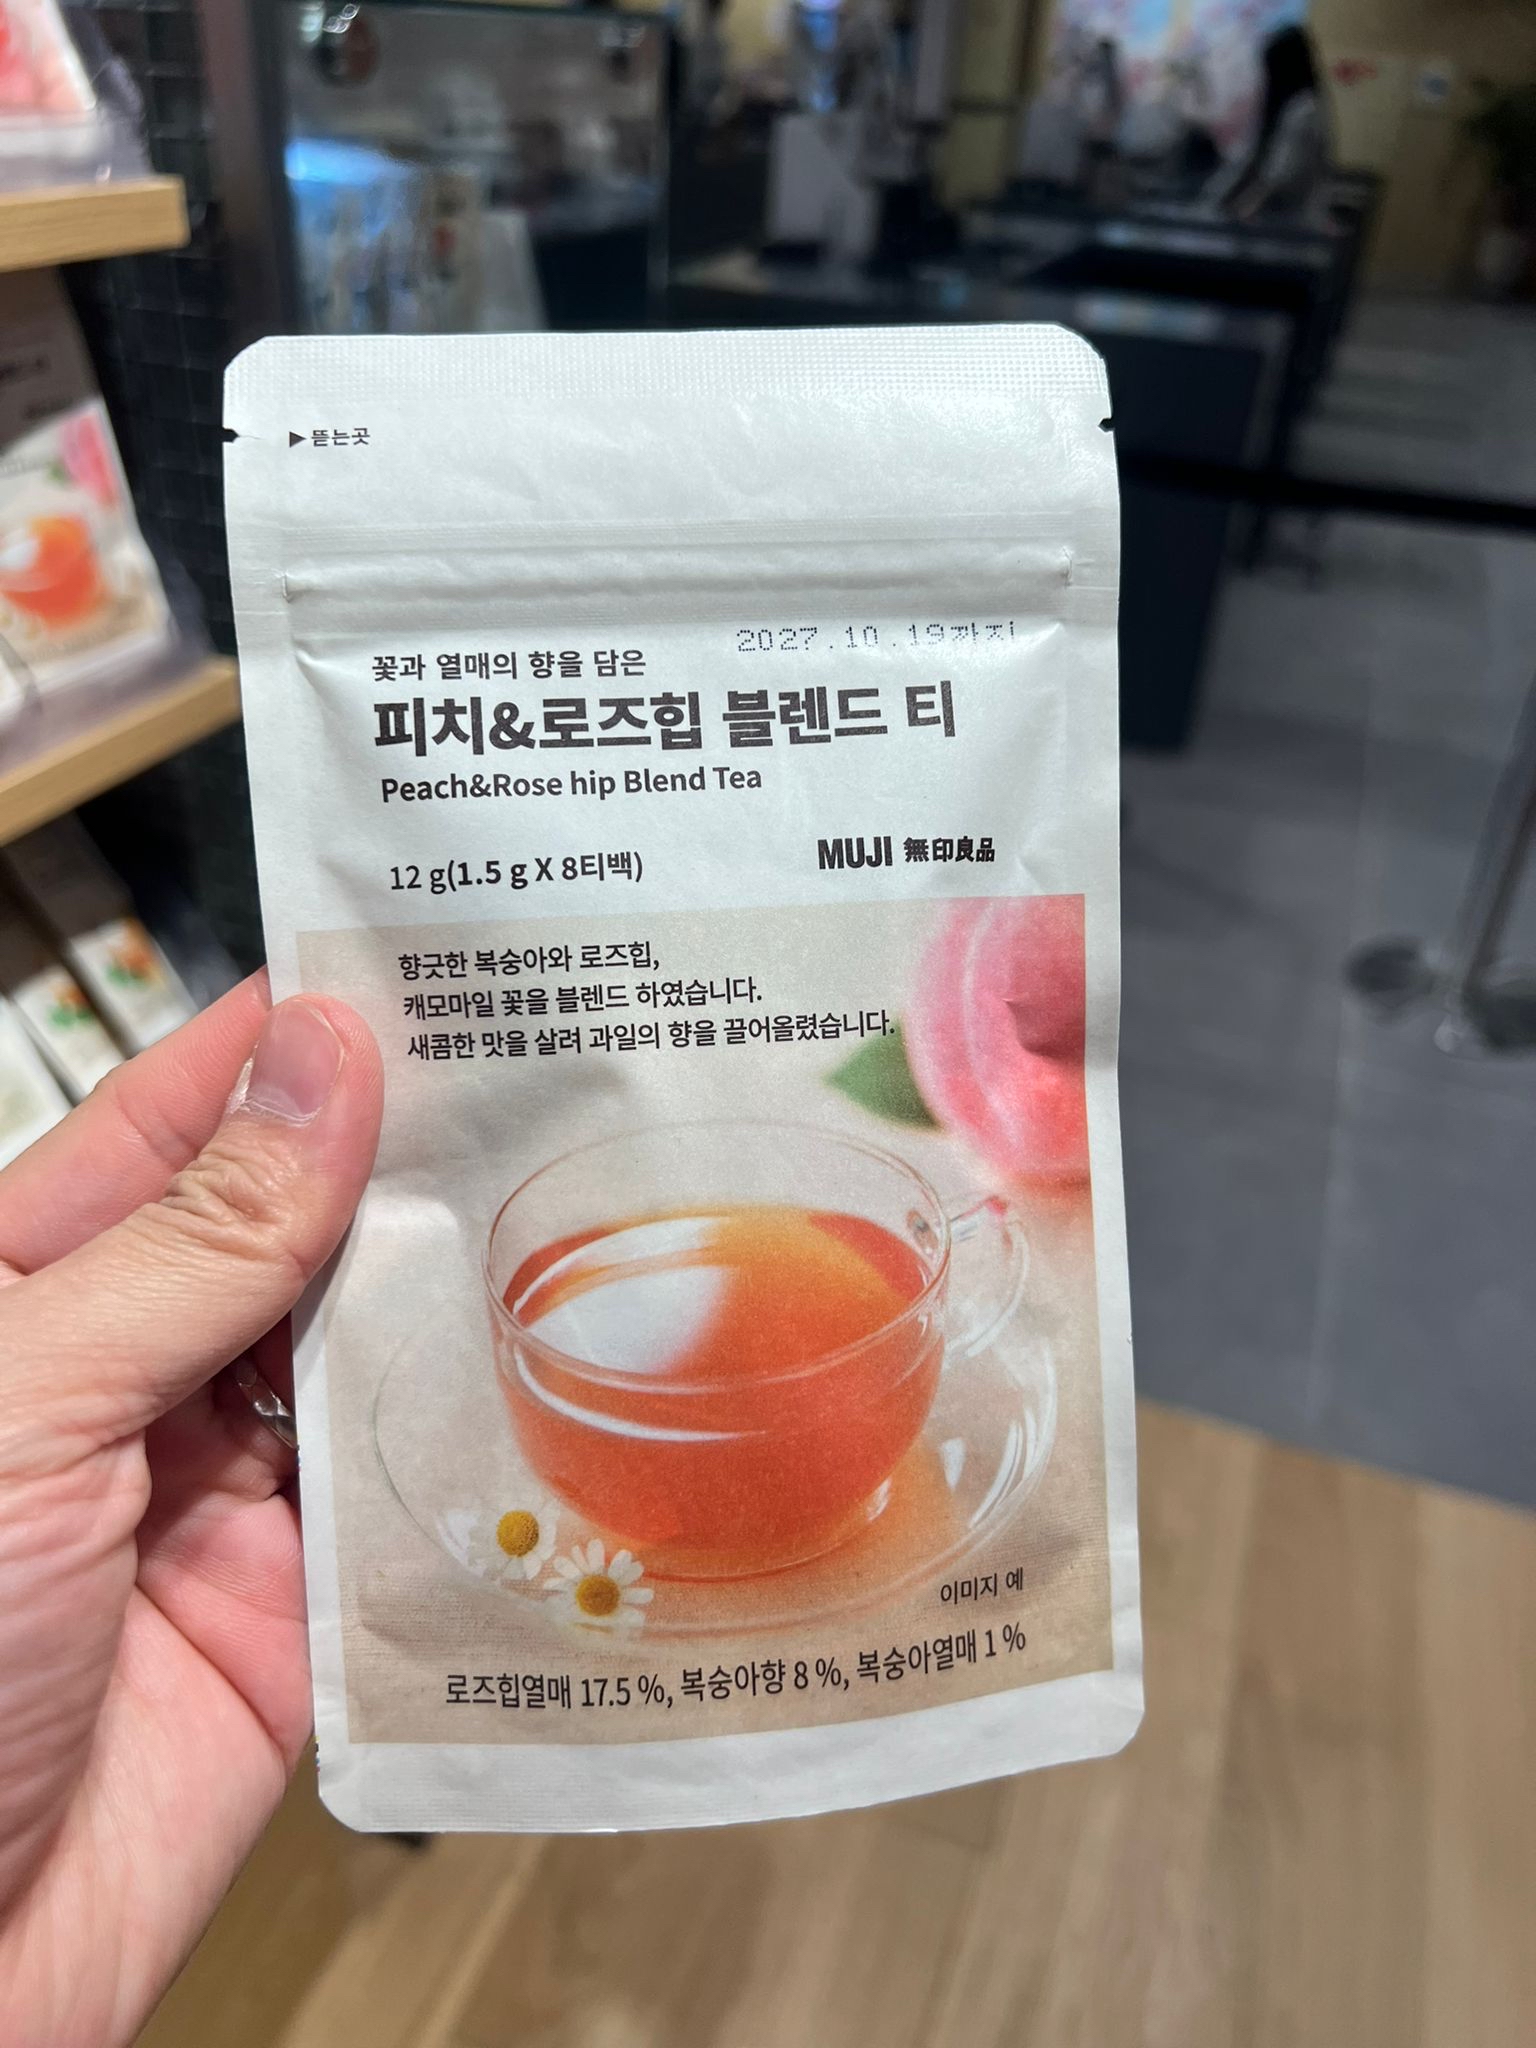 ▶뜯는곳
2027.10.19까지
꽃과 열매의 향을 담은
피치&로즈힙 블렌드 티
Peach&Rose hip Blend Tea
12 g(1.5 g X 8티백)
MUJI 無印良品
향긋한 복숭아와 로즈힙,
캐모마일 꽃을 블렌드 하였습니다.
새콤한 맛을 살려 과일의 향을 끌어올렸습니다.
이미지 예
로즈힙열매 17.5 %, 복숭아향 8 %, 복숭아열매 1 %